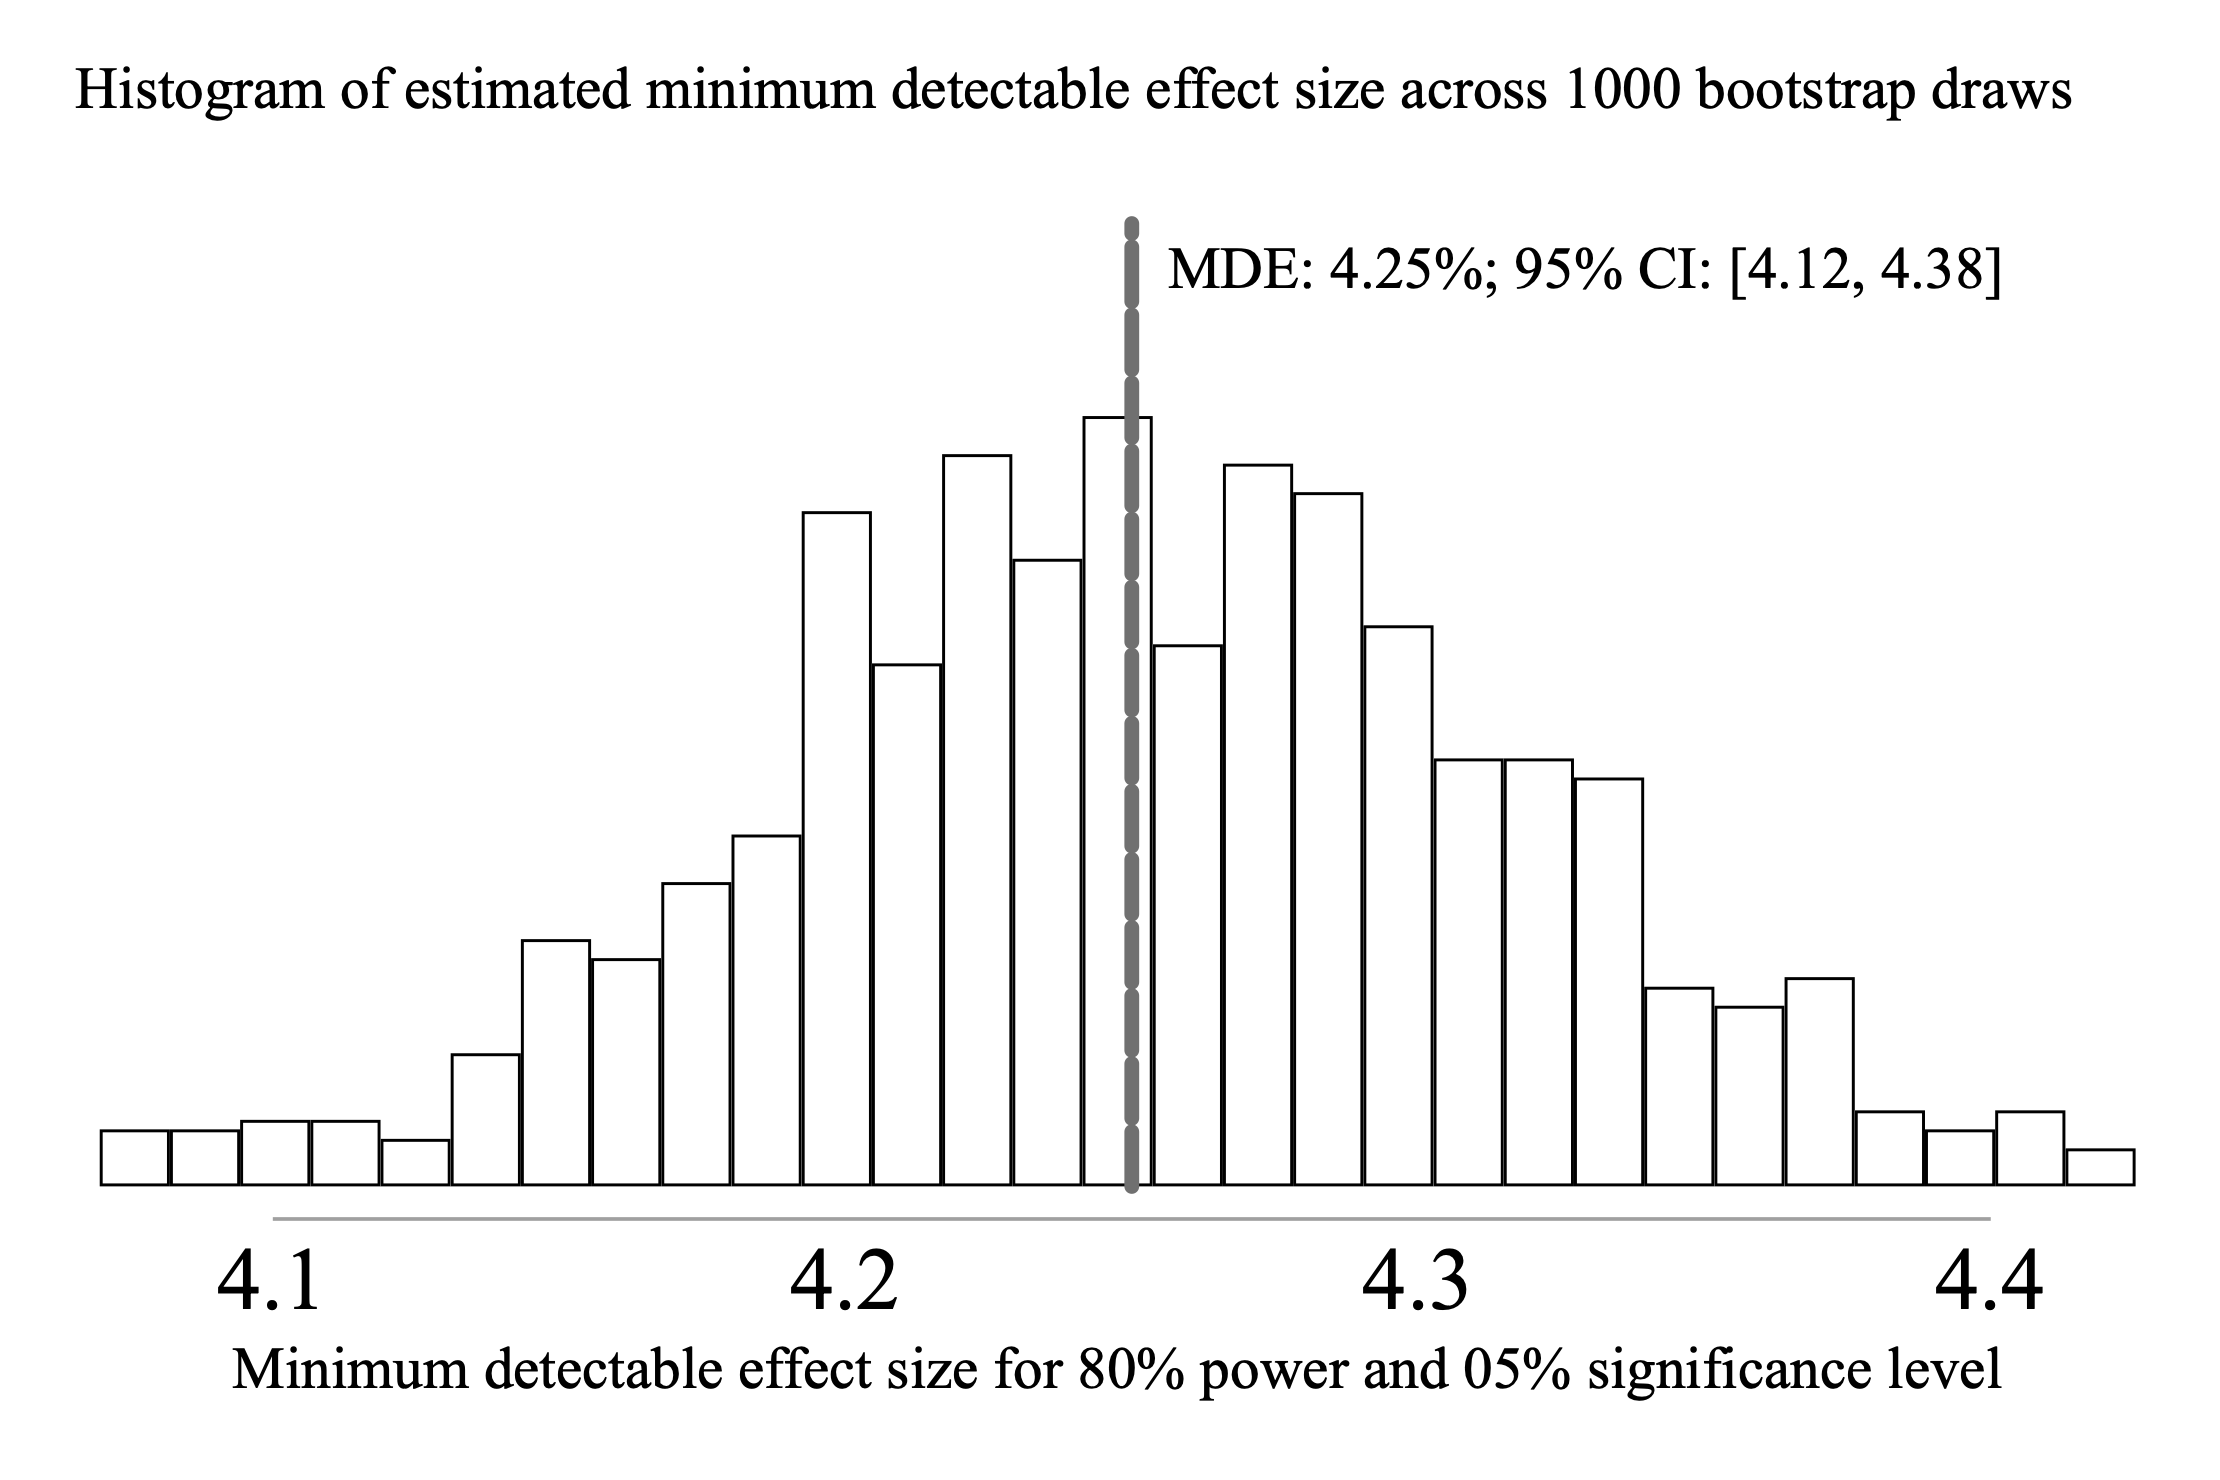 Histogram of estimated minimum detectable effect size across 1000 bootstrap draws
MDE: 4.25%; 95% CI: [4.12, 4.38]
4.1 4.2 4.3 4.4
Minimum detectable effect size for 80% power and 05% significance level